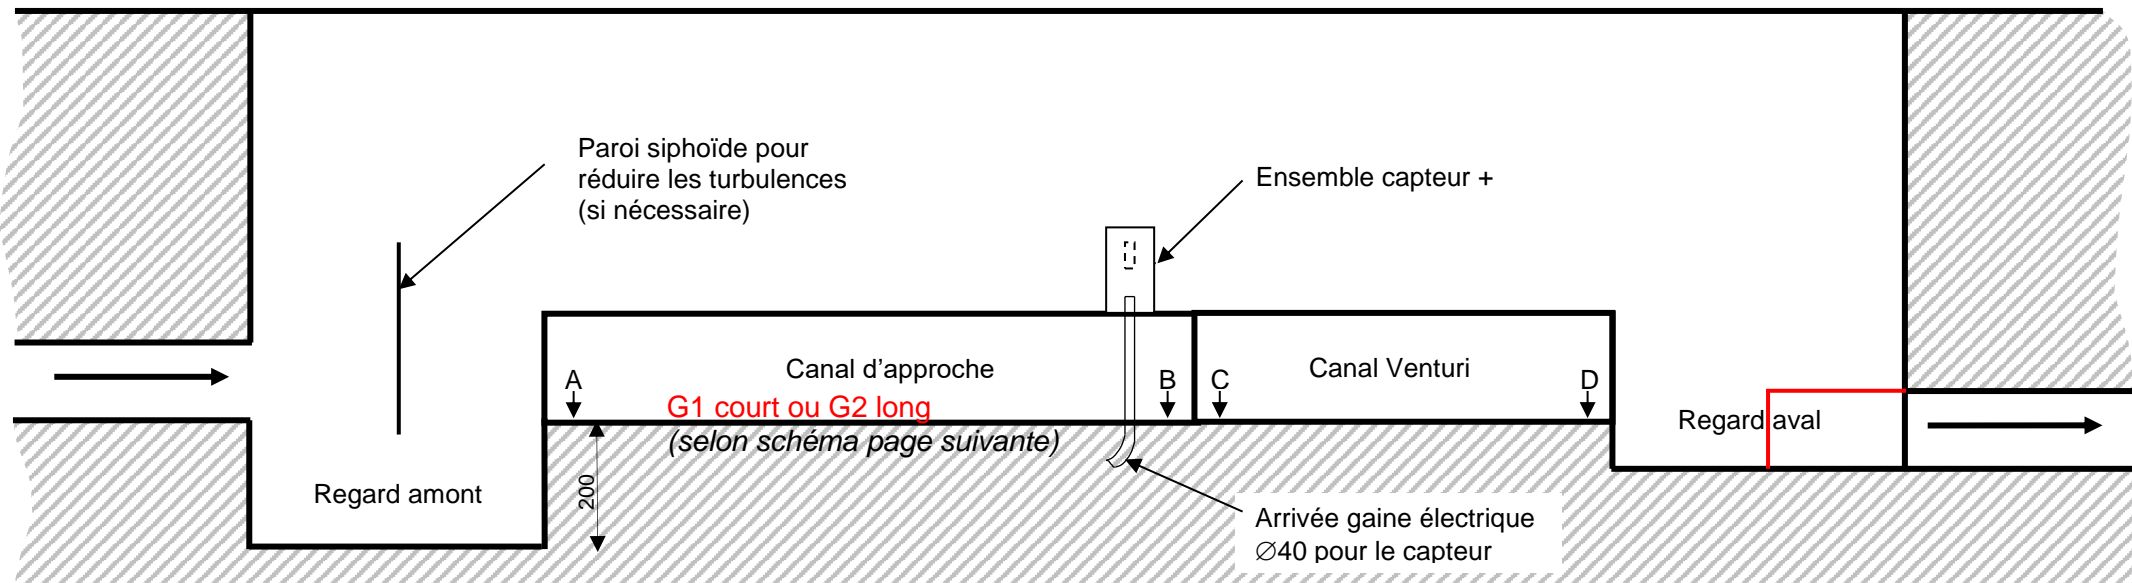 Paroi siphoïde pour
réduire les turbulences
(si nécessaire)
Ensemble capteur +
Canal d'approche
Canal Venturi
A
B
C
D
G1 court ou G2 long
(selon schéma page suivante)
Regard aval
Regard amont
200
Arrivée gaine électrique
∅40 pour le capteur